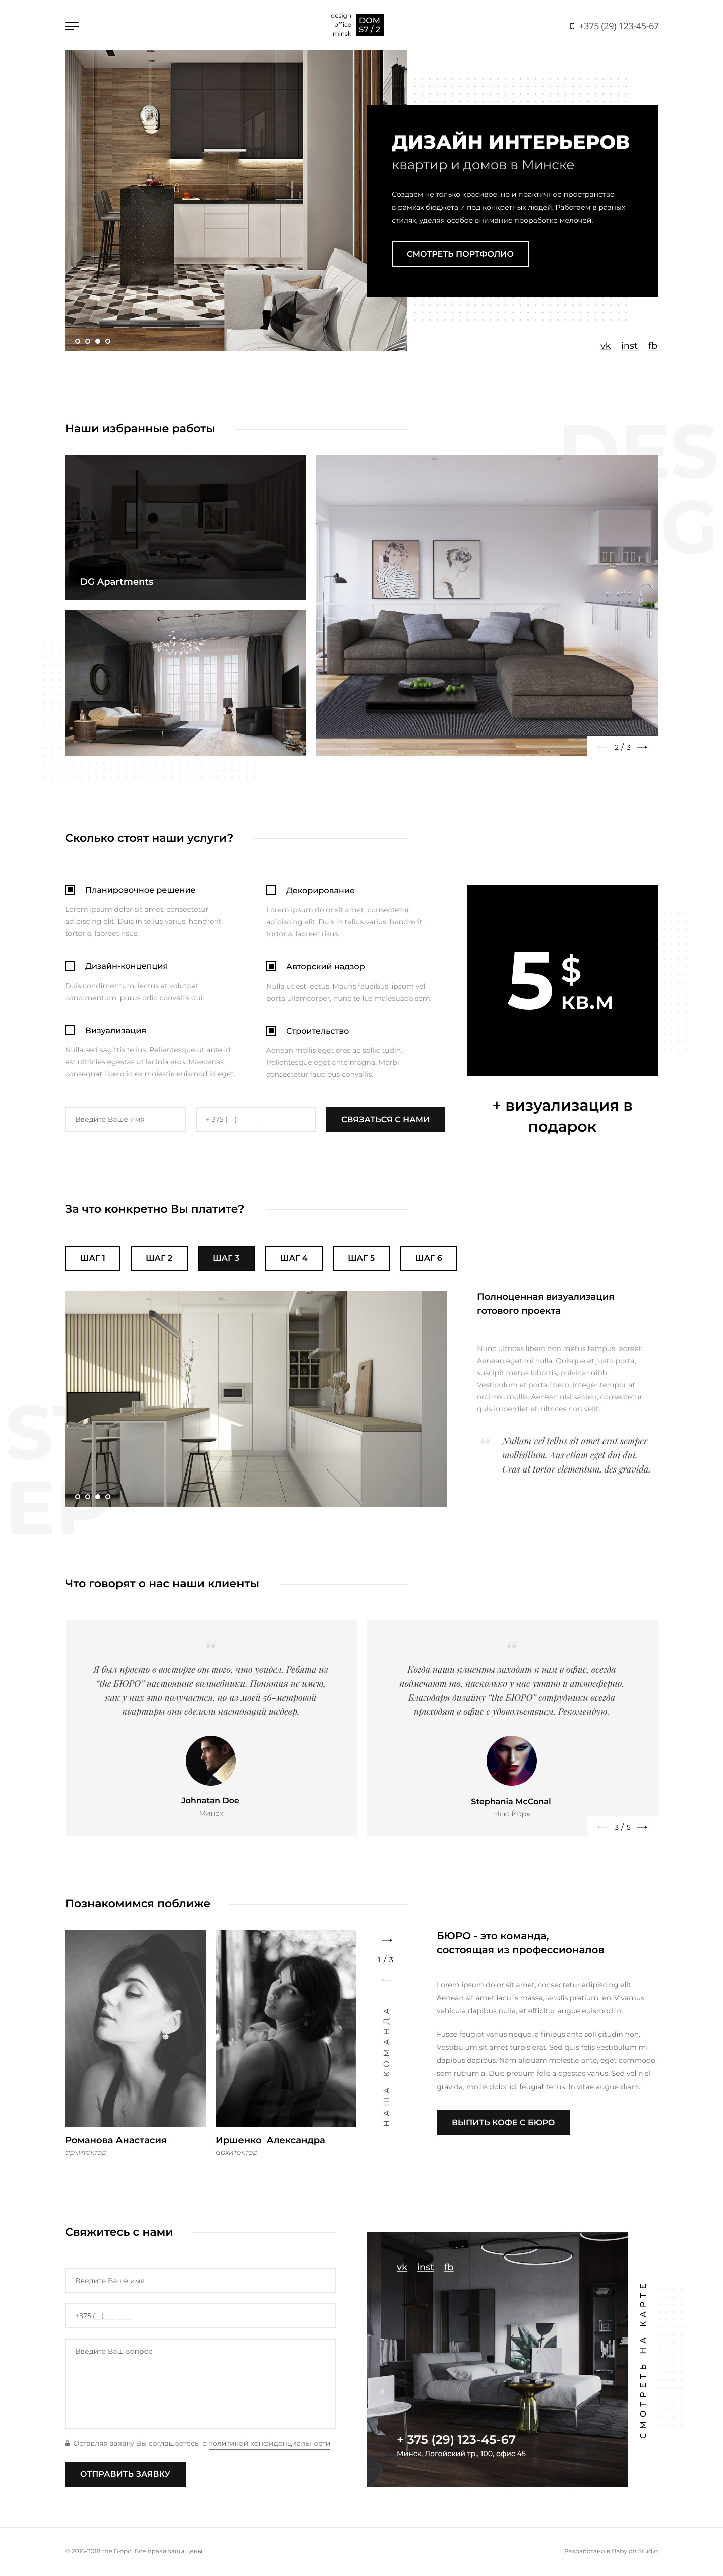 design
office
minsk
DOM
57 / 2
+375 (29) 123-45-67
ДИЗАЙН ИНТЕРЬЕРОВ
квартир и домов в Минске
Создаем не только красивое, но и практичное пространство
в рамках бюджета и под конкретных людей. Работаем в разных
стилях, уделяя особое внимание проработке мелочей.
СМОТРЕТЬ ПОРТФОЛИО
vk inst fb
Наши избранные работы
DES
G
DG Apartments
2 / 3
Сколько стоят наши услуги?
Планировочное решение
Lorem ipsum dolor sit amet, consectetur
adipiscing elit. Duis in tellus varius, hendrerit
tortor a, laoreet risus.
Декорирование
Lorem ipsum dolor sit amet, consectetur
adipiscing elit. Duis in tellus varius, hendrerit
tortor a, laoreet risus.
Дизайн-концепция
Duis condimentum, lectus at volutpat
condimentum, purus odio convallis dui.
Авторский надзор
Nulla ut est lectus. Mauris faucibus, ipsum vel
porta ullamcorper, nunc tellus malesuada sem.
Визуализация
Nulla sed sagittis tellus. Pellentesque ut ante id
est ultricies egestas ut lacinia eros. Maecenas
consequat libero id ex molestie euismod id eget.
Строительство
Aenean mollis eget eros ac sollicitudin.
Pellentesque eget ante magna. Morbi
consectetur faucibus convallis.
5 $
КВ.М
+ визуализация в
подарок
Введите Ваше имя
+ 375 (__) ___ __ __
СВЯЗАТЬСЯ С НАМИ
За что конкретно Вы платите?
ШАГ 1 ШАГ 2 ШАГ 3 ШАГ 4 ШАГ 5 ШАГ 6
ST
EP
Полноценная визуализация
готового проекта
Nunc ultrices libero non metus tempus laoreet.
Aenean eget mi nulla. Quisque et justo porta,
suscipit metus lobortis, pulvinar nibh.
Vestibulum et porta libero. Integer tempor at
orci nec mollis. Aenean nisl sapien, consectetur
quis imperdiet et, ultrices non velit.
“
Nullam vel tellus sit amet erat semper
mollisilium. Aus etiam eget dui dui.
Cras ut tortor elementum, des gravida.
Что говорят о нас наши клиенты
“
Я был просто в восторге от того, что увидел. Ребята из
“the БЮРО” настоящие волшебники. Понятия не имею,
как у них это получается, но из моей 56-метровой
квартиры они сделали настоящий шедевр.
Johnatan Doe
Минск
“
Когда наши клиенты заходят к нам в офис, всегда
подмечают то, насколько у нас уютно и атмосферно.
Благодаря дизайну “the БЮРО” сотрудники всегда
приходят в офис с удовольствием. Рекомендую.
Stephania McConal
Нью Йорк
3 / 5
Познакомимся поближе
1 / 3
НАША КОМАНДА
Романова Анастасия
архитектор
Иршенко Александра
архитектор
БЮРО - это команда,
состоящая из профессионалов
Lorem ipsum dolor sit amet, consectetur adipiscing elit.
Aenean sit amet iaculis massa, iaculis pretium leo. Vivamus
vehicula dapibus nulla, et efficitur augue euismod in.
Fusce feugiat varius neque, a finibus ante sollicitudin non.
Vestibulum sit amet turpis erat. Sed quis felis vestibulum mi
dapibus dapibus. Nam aliquam molestie ante, eget commodo
sem rutrum a. Duis pretium felis a egestas varius. Sed vel nisl
gravida, mollis dolor id, feugiat tellus. In vitae augue diam.
ВЫПИТЬ КОФЕ С БЮРО
Свяжитесь с нами
Введите Ваше имя
+375 (__) ___ __ __
Введите Ваш вопрос
Оставляя заявку Вы соглашаетесь с политикой конфиденциальности
ОТПРАВИТЬ ЗАЯВКУ
vk inst fb
+ 375 (29) 123-45-67
Минск, Логойский тр., 100, офис 45
СМОТРЕТЬ НА КАРТЕ
© 2016-2018 the Бюро. Все права защищены
Разработано в Babylon Studio